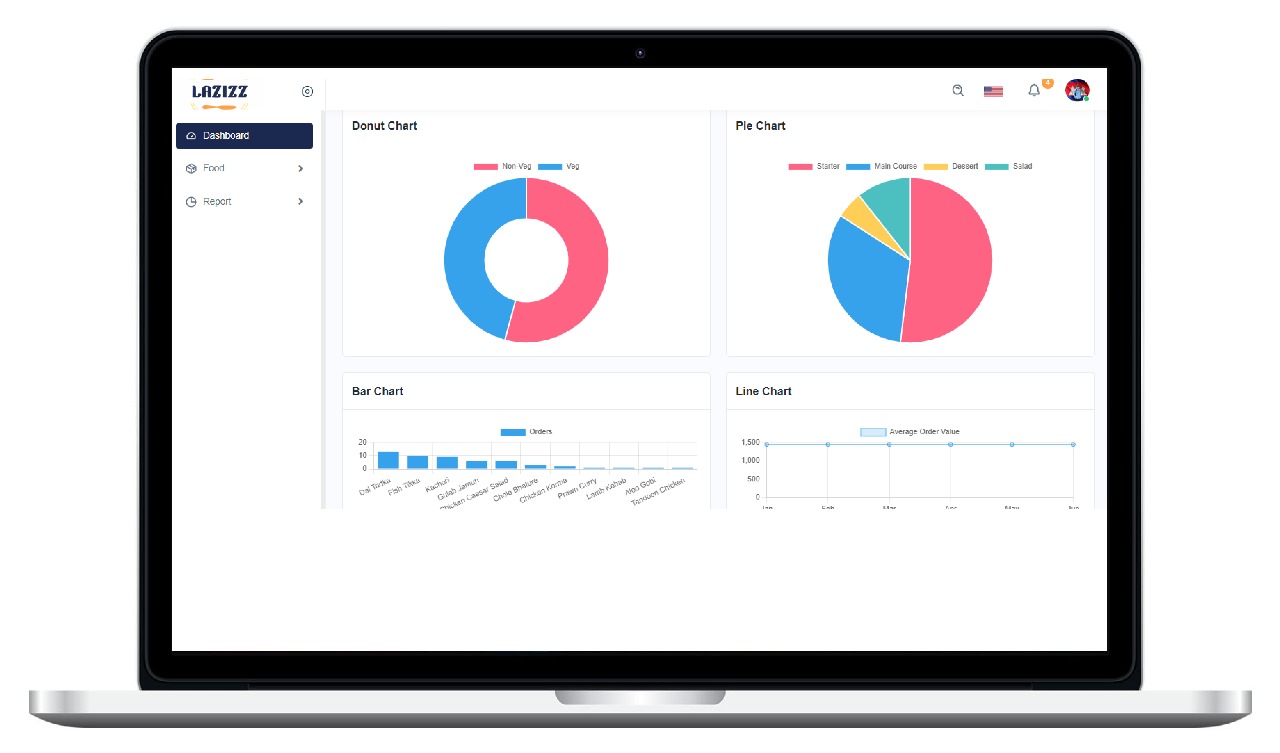 LAZIZZ
4
Dashboard
Food
Report
Donut Chart
Non-Veg Veg
Pie Chart
Starter Main Course Dessert Salad
Bar Chart
Orders
20
10
0
Dal Tadka Fish Tikka Kachori Gulab Jamun Chicken Caesar Salad Chole Bhature Chicken Korma Prawn Curry Lamb Kebab Aloo Gobi Tandoori Chicken
Line Chart
Average Order Value
1,500
1,000
500
0
Jan Feb Mar Apr May Jun